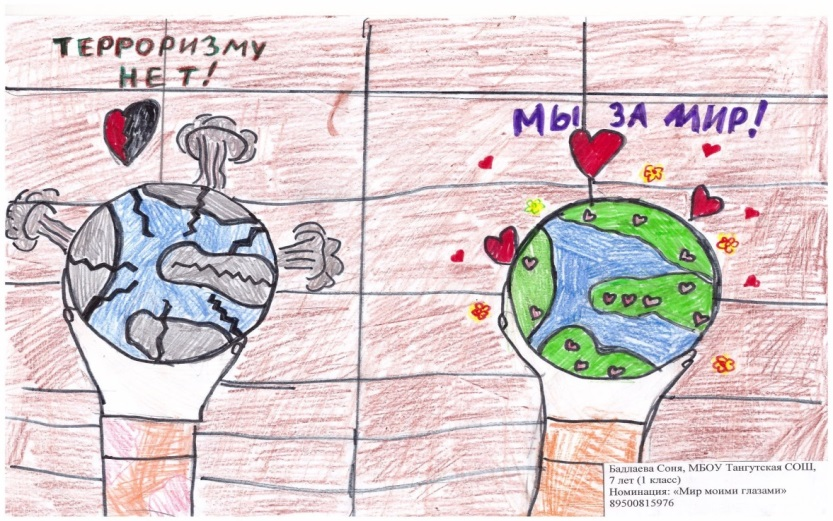 ТЕРРОРИЗМУ
НЕТ!
МЫ ЗА МИР!
Бадлаева Соня, МБОУ Тангутская СОШ,
7 лет (1 класс)
Номинация: «Мир моими глазами»
89500815976